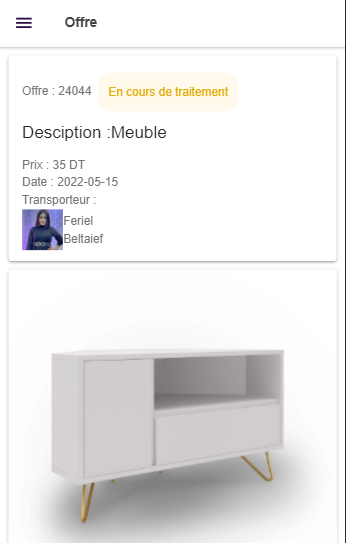 Offre
Offre : 24044 En cours de traitement
Desciption :Meuble
Prix : 35 DT
Date : 2022-05-15
Transporteur :
Feriel
Beltaief